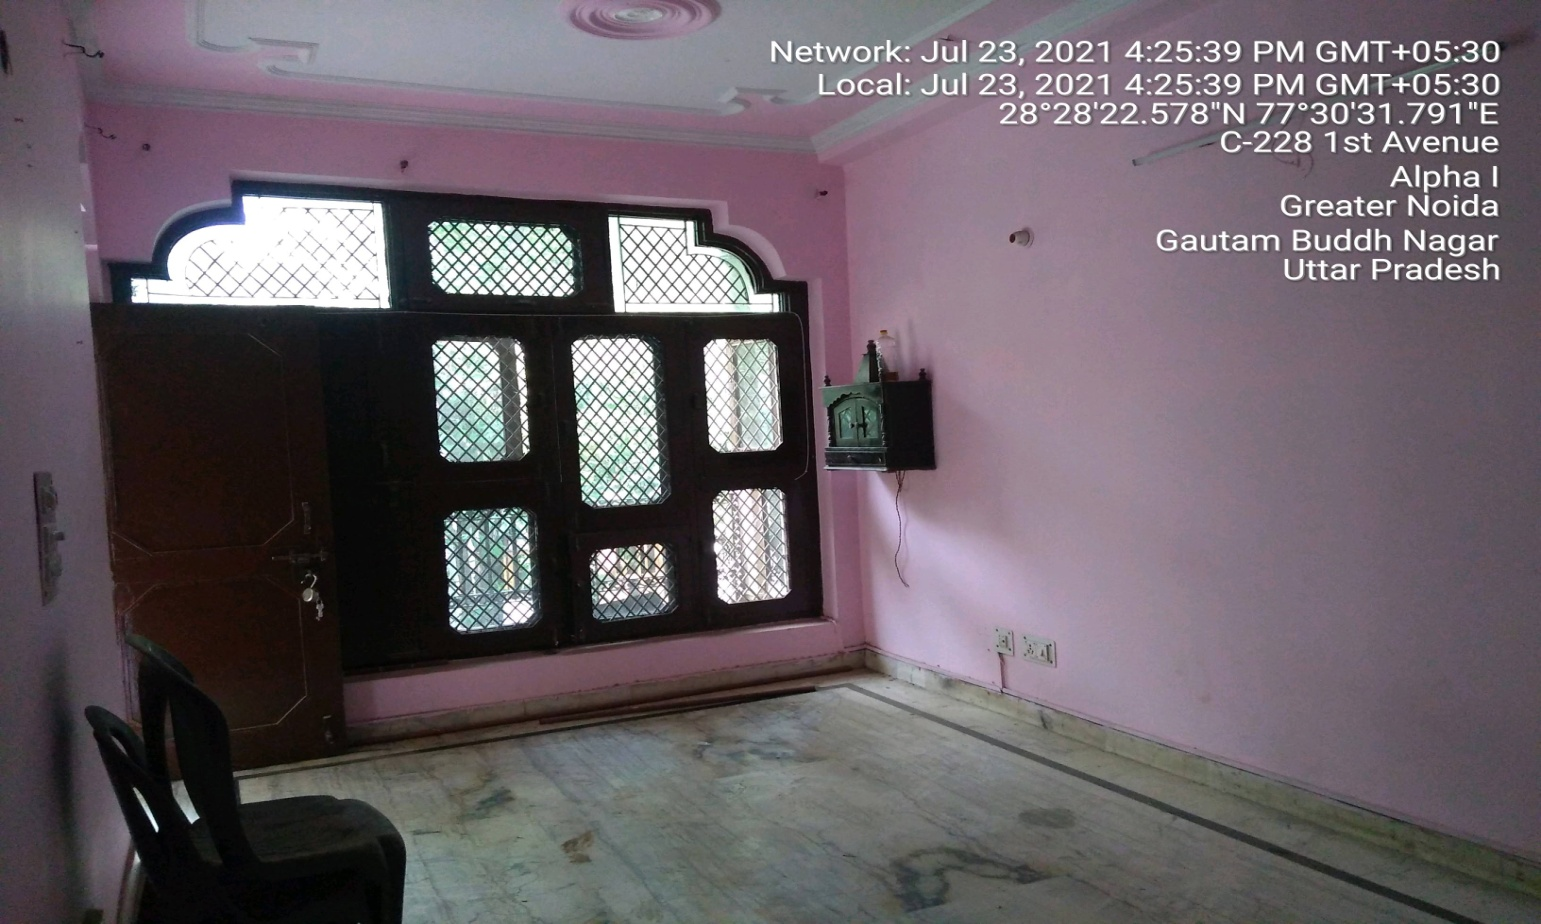 Network: Jul 23, 2021 4:25:39 PM GMT+05:30
Local: Jul 23, 2021 4:25:39 PM GMT+05:30
28°28'22.578"N 77°30'31.791"E
C-228 1st Avenue
Alpha I
Greater Noida
Gautam Buddh Nagar
Uttar Pradesh